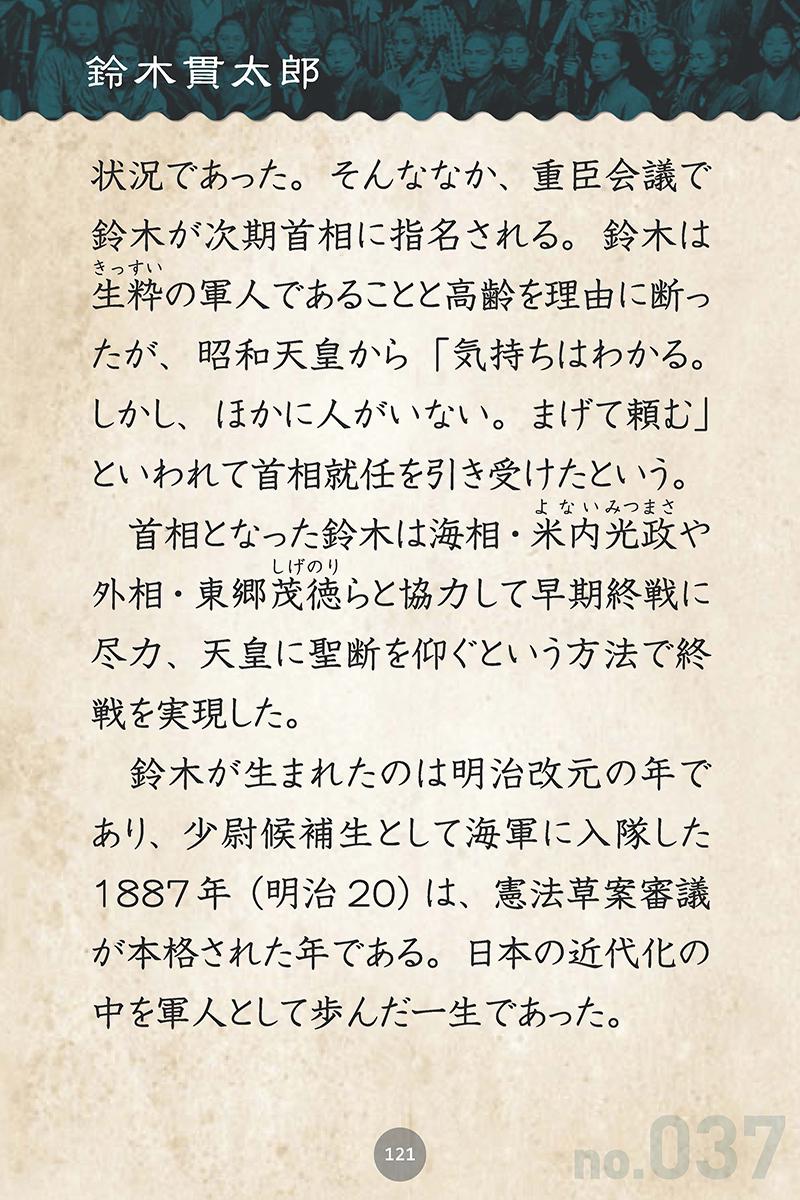 鈴木貫太郎
状況であった。そんななか、重臣会議で
鈴木が次期首相に指名される。鈴木は
きっすい
生粋の軍人であることと高齢を理由に断っ
たが、昭和天皇から「気持ちはわかる。
しかし、ほかに人がいない。まげて頼む」
といわれて首相就任を引き受けたという。
よないみつまさ
首相となった鈴木は海相・米内光政や
しげのり
外相・東郷茂徳らと協力して早期終戦に
尽力、天皇に聖断を仰ぐという方法で終
戦を実現した。
鈴木が生まれたのは明治改元の年で
あり、少尉候補生として海軍に入隊した
1887年（明治20）は、憲法草案審議
が本格された年である。日本の近代化の
中を軍人として歩んだ一生であった。
121
no.037